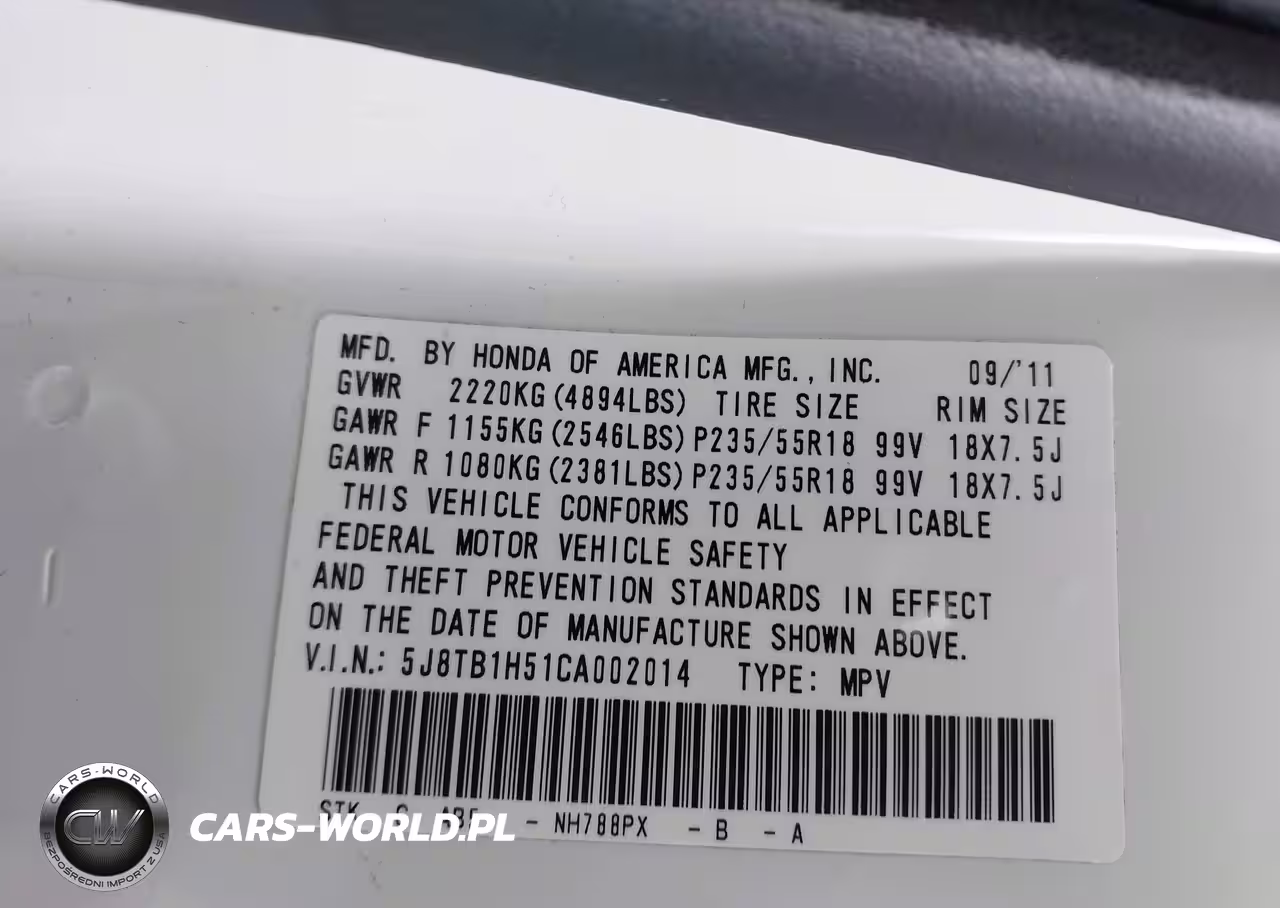 MFD. BY HONDA OF AMERICA MFG., INC. 09/'11
GVWR 2220KG (4894LBS) TIRE SIZE RIM SIZE
GAWR F 1155KG (2546LBS) P235/55R18 99V 18X7.5J
GAWR R 1080KG (2381LBS) P235/55R18 99V 18X7.5J
THIS VEHICLE CONFORMS TO ALL APPLICABLE
FEDERAL MOTOR VEHICLE SAFETY
AND THEFT PREVENTION STANDARDS IN EFFECT
ON THE DATE OF MANUFACTURE SHOWN ABOVE.
V.I.N.: 5J8TB1H51CA002014 TYPE: MPV
STK - NH788PX - B - A
CARS-WORLD
CW
BEZPOŚREDNI IMPORT Z USA
CARS-WORLD.PL